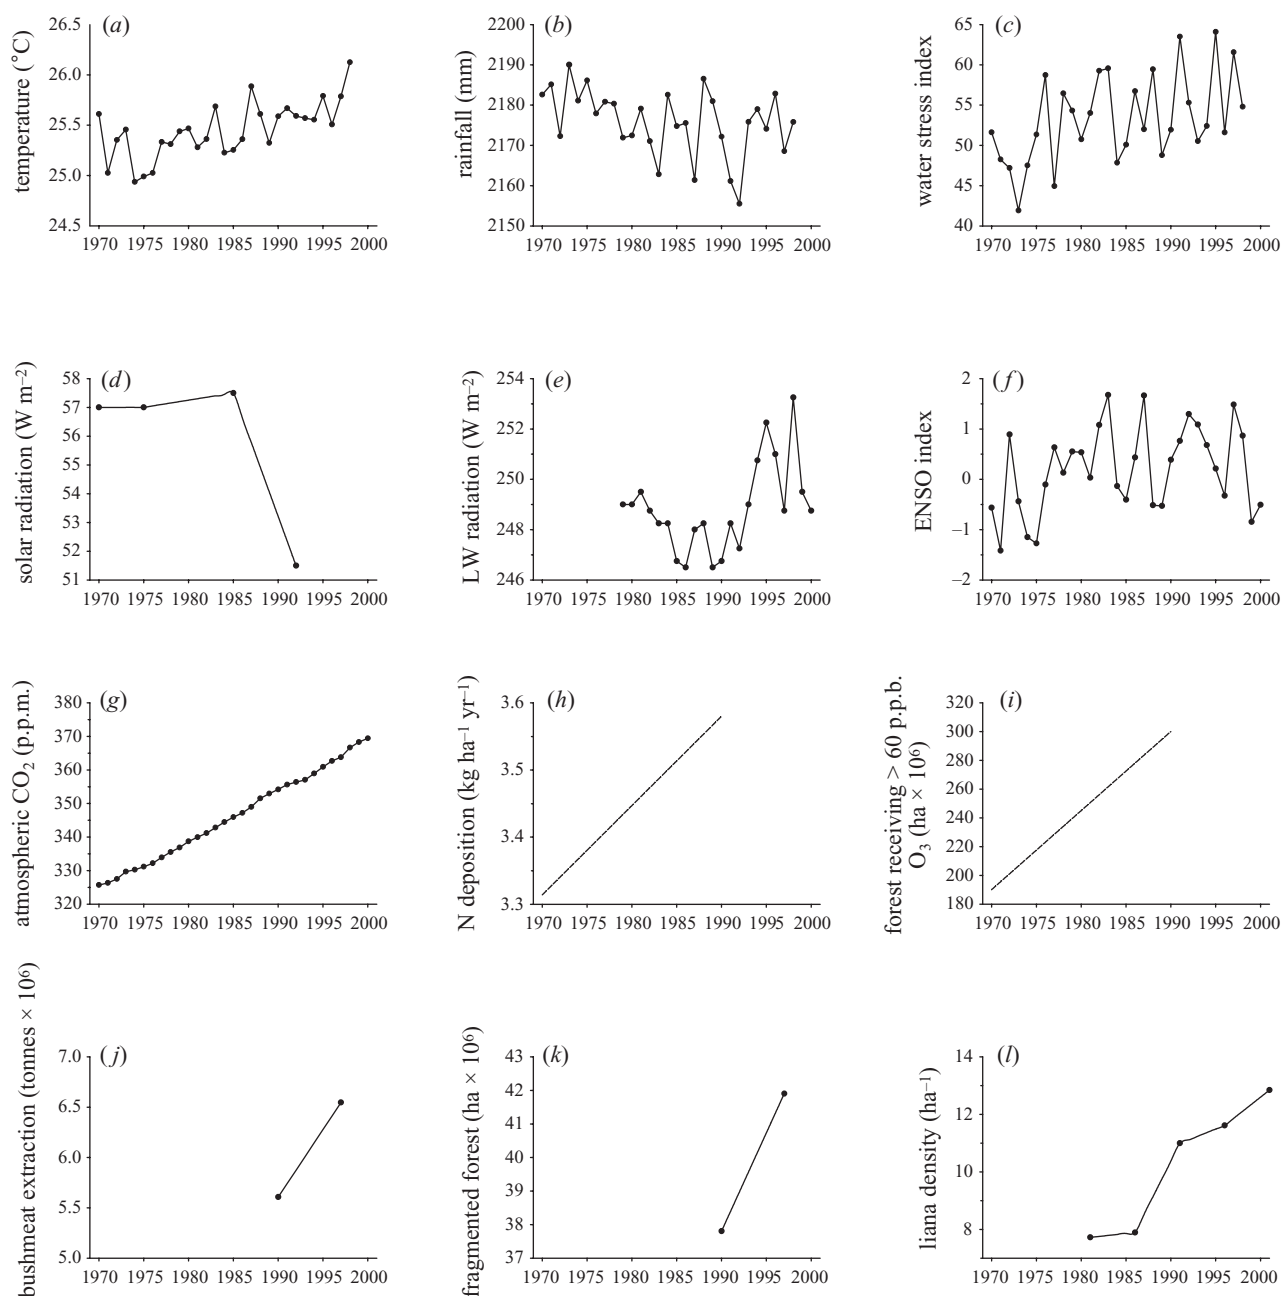 (a)
temperature (°C)
26.5
26.0
25.5
25.0
24.5
1970 1975 1980 1985 1990 1995 2000
(b)
rainfall (mm)
2200
2190
2180
2170
2160
2150
1970 1975 1980 1985 1990 1995 2000
(c)
water stress index
65
60
55
50
45
40
1970 1975 1980 1985 1990 1995 2000
(d)
solar radiation (W m⁻²)
58
57
56
55
54
53
52
51
1970 1975 1980 1985 1990 1995 2000
(e)
LW radiation (W m⁻²)
254
252
250
248
246
1970 1975 1980 1985 1990 1995 2000
(f)
ENSO index
2
1
0
–1
–2
1970 1975 1980 1985 1990 1995 2000
(g)
atmospheric CO₂ (p.p.m.)
380
370
360
350
340
330
320
1970 1975 1980 1985 1990 1995 2000
(h)
N deposition (kg ha⁻¹ yr⁻¹)
3.6
3.5
3.4
3.3
1970 1975 1980 1985 1990 1995 2000
(i)
forest receiving > 60 p.p.b.
O₃ (ha × 10⁶)
320
300
280
260
220
200
190
180
1970 1975 1980 1985 1990 1995 2000
(j)
bushmeat extraction (tonnes × 10⁶)
7.0
6.5
6.0
5.5
5.0
1970 1975 1980 1985 1990 1995 2000
(k)
fragmented forest (ha × 10⁶)
43
42
41
40
39
38
37
1970 1975 1980 1985 1990 1995 2000
(l)
liana density (ha⁻¹)
14
12
10
8
1970 1975 1980 1985 1990 1995 2000